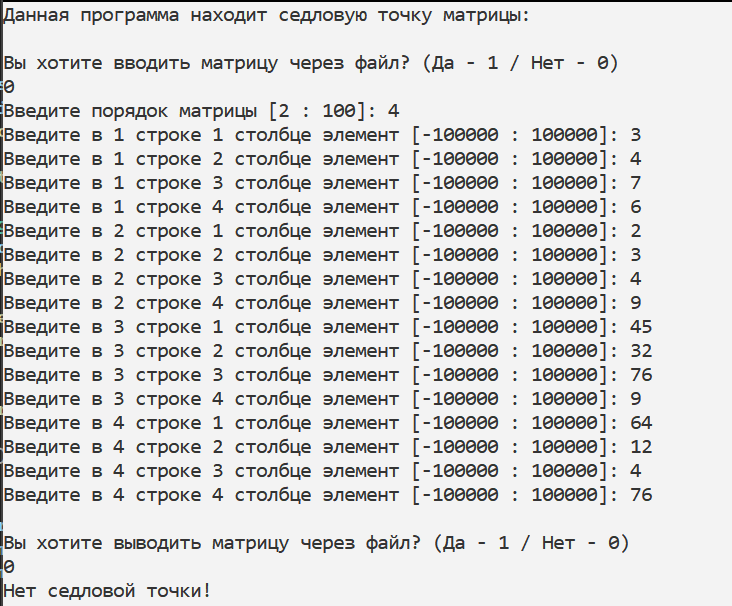 Данная программа находит седловую точку матрицы:
Вы хотите вводить матрицу через файл? (Да - 1 / Нет - 0)
0
Введите порядок матрицы [2 : 100]: 4
Введите в 1 строке 1 столбце элемент [-100000 : 100000]: 3
Введите в 1 строке 2 столбце элемент [-100000 : 100000]: 4
Введите в 1 строке 3 столбце элемент [-100000 : 100000]: 7
Введите в 1 строке 4 столбце элемент [-100000 : 100000]: 6
Введите в 2 строке 1 столбце элемент [-100000 : 100000]: 2
Введите в 2 строке 2 столбце элемент [-100000 : 100000]: 3
Введите в 2 строке 3 столбце элемент [-100000 : 100000]: 4
Введите в 2 строке 4 столбце элемент [-100000 : 100000]: 9
Введите в 3 строке 1 столбце элемент [-100000 : 100000]: 45
Введите в 3 строке 2 столбце элемент [-100000 : 100000]: 32
Введите в 3 строке 3 столбце элемент [-100000 : 100000]: 76
Введите в 3 строке 4 столбце элемент [-100000 : 100000]: 9
Введите в 4 строке 1 столбце элемент [-100000 : 100000]: 64
Введите в 4 строке 2 столбце элемент [-100000 : 100000]: 12
Введите в 4 строке 3 столбце элемент [-100000 : 100000]: 4
Введите в 4 строке 4 столбце элемент [-100000 : 100000]: 76
Вы хотите выводить матрицу через файл? (Да - 1 / Нет - 0)
0
Нет седловой точки!